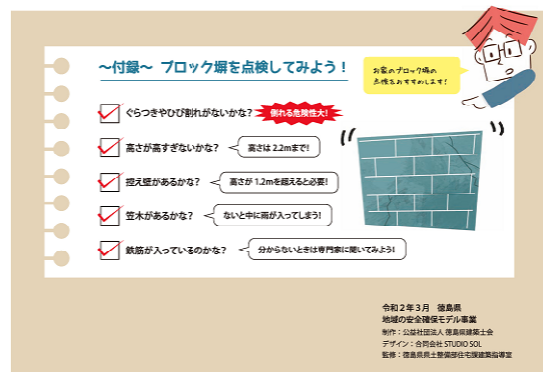 ～付録～ ブロック塀を点検してみよう！
お家のブロック塀の
点検をおすすめします！
ぐらつきやひび割れがないかな？ 倒れる危険性大！
高さが高すぎないかな？ 高さは 2.2mまで！
控え壁があるかな？ 高さが 1.2mを超えると必要！
笠木があるかな？ ないと中に雨が入ってしまう！
鉄筋が入っているのかな？ 分からないときは専門家に聞いてみよう！
令和２年３月 徳島県
地域の安全確保モデル事業
制作：公益社団法人 徳島県建築士会
デザイン：合同会社 STUDIO SOL
監修：徳島県県土整備部住宅課建築指導室